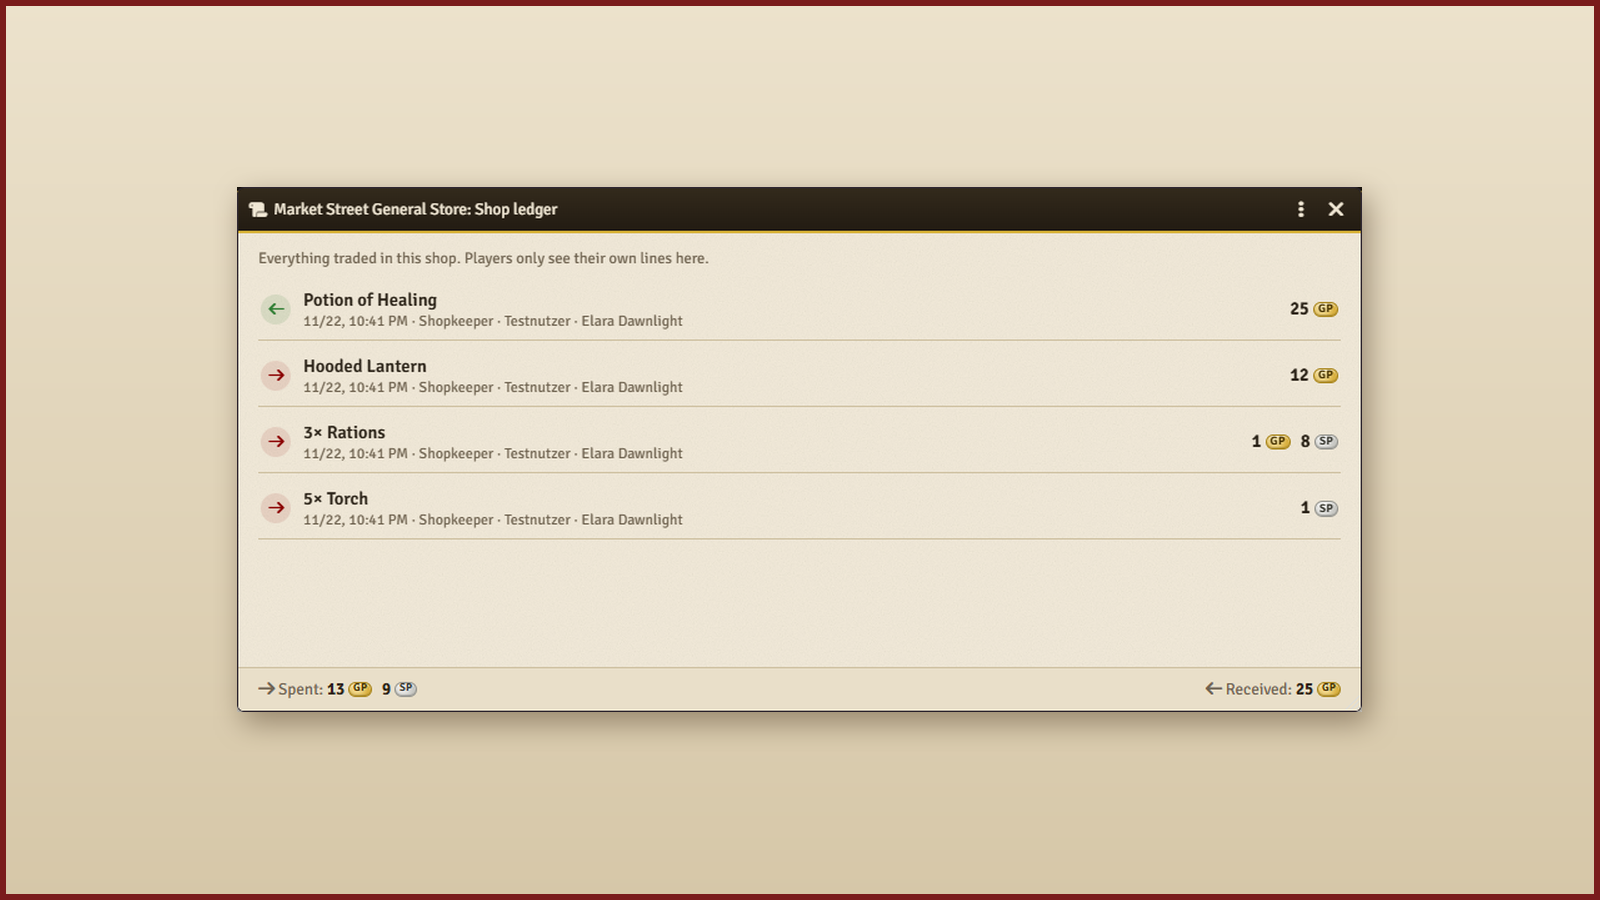 Market Street General Store: Shop ledger
Everything traded in this shop. Players only see their own lines here.
Potion of Healing
11/22, 10:41 PM · Shopkeeper · Testnutzer · Elara Dawnlight
25 GP
Hooded Lantern
11/22, 10:41 PM · Shopkeeper · Testnutzer · Elara Dawnlight
12 GP
3× Rations
11/22, 10:41 PM · Shopkeeper · Testnutzer · Elara Dawnlight
1 GP 8 SP
5× Torch
11/22, 10:41 PM · Shopkeeper · Testnutzer · Elara Dawnlight
1 SP
→ Spent: 13 GP 9 SP
← Received: 25 GP